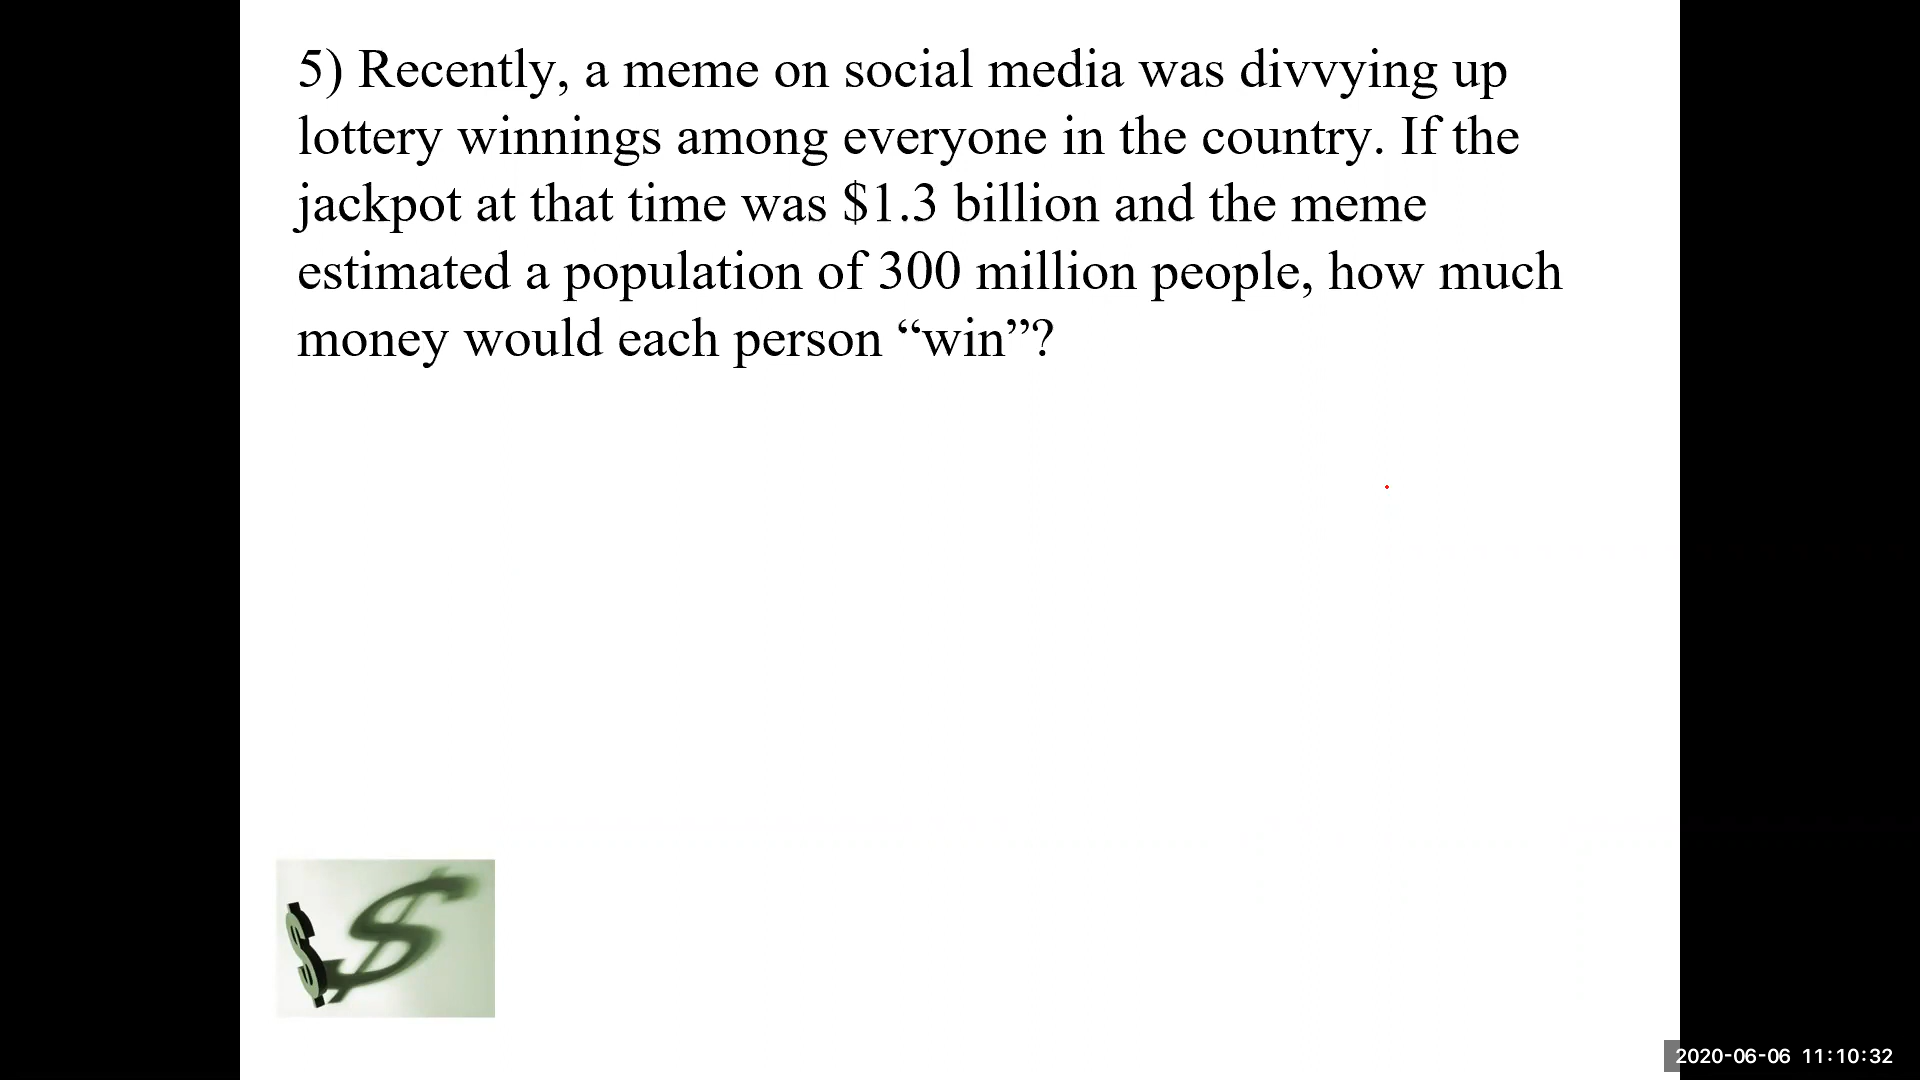 5) Recently, a meme on social media was divvying up
lottery winnings among everyone in the country. If the
jackpot at that time was $1.3 billion and the meme
estimated a population of 300 million people, how much
money would each person “win”?
$
$
2020-06-06 11:10:32